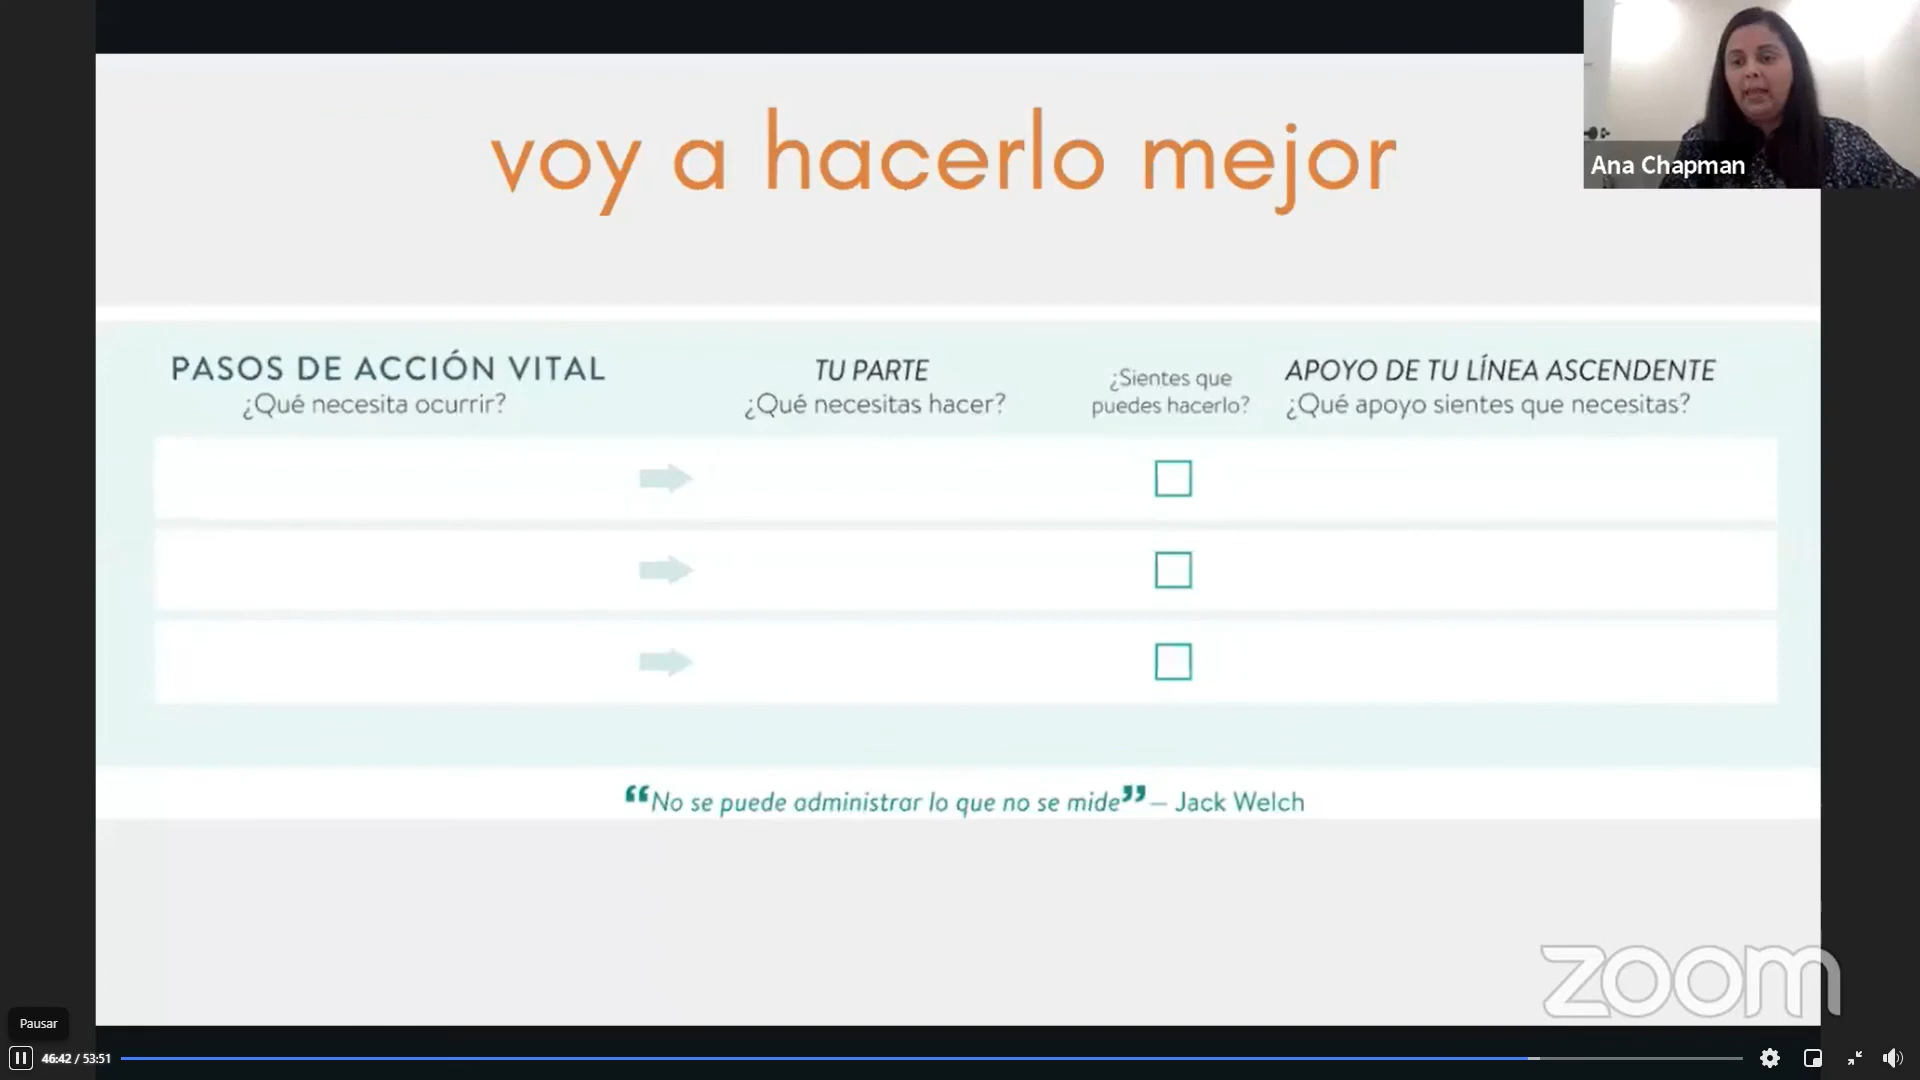 voy a hacerlo mejor
Ana Chapman
PASOS DE ACCIÓN VITAL
¿Qué necesita ocurrir?
TU PARTE
¿Qué necesitas hacer?
¿Sientes que
puedes hacerlo?
APOYO DE TU LÍNEA ASCENDENTE
¿Qué apoyo sientes que necesitas?
“No se puede administrar lo que no se mide” – Jack Welch
zoom
Pausar
46:42 / 53:51